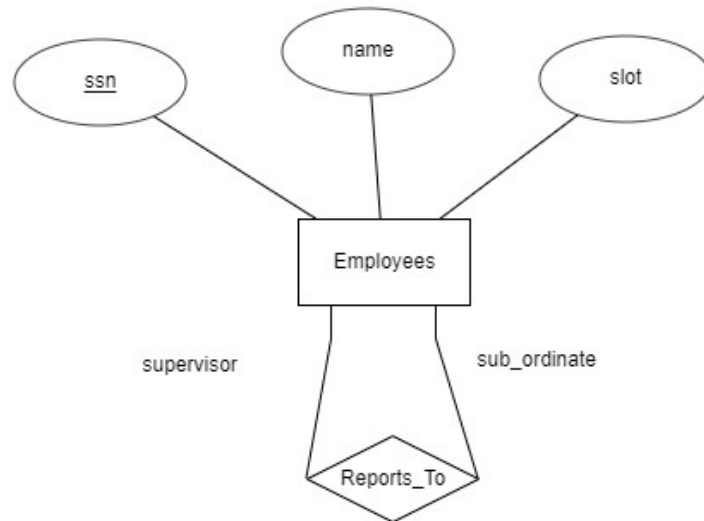 ssn
name
slot
Employees
supervisor
sub_ordinate
Reports_To